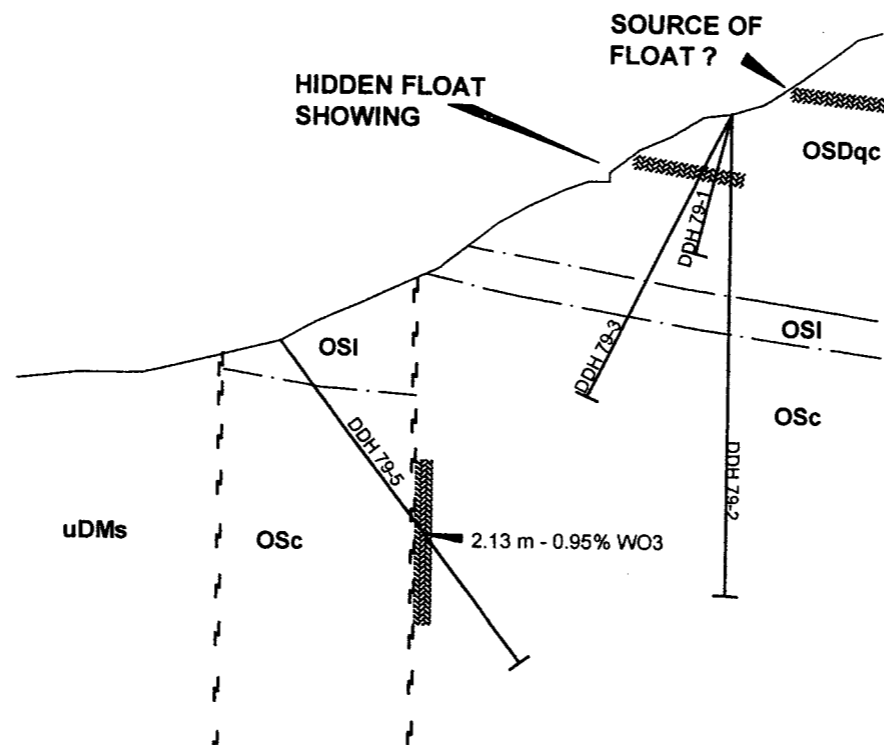 SOURCE OF
FLOAT ?
HIDDEN FLOAT
SHOWING
OSDqc
DDH 79-1
OSI
DDH 79-3
OSI
OSc
DDH 79-5
DDH 79-2
uDMs
OSc
2.13 m - 0.95% WO3